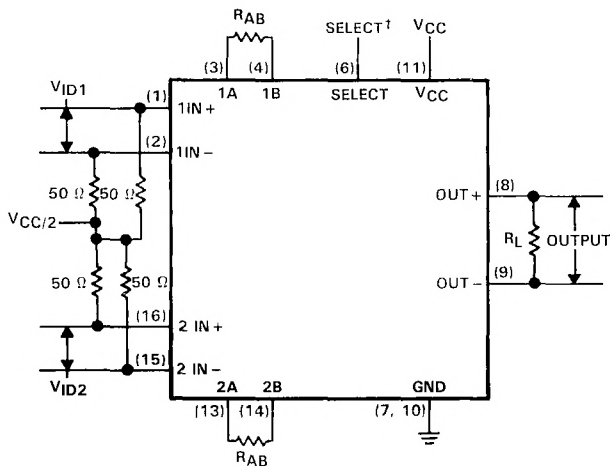 RAB
SELECT†
VCC
(3)
(4)
(6)
(11)
1A
1B
SELECT
VCC
VID1
(1)
1IN+
(2)
1IN−
50 Ω
50 Ω
VCC/2
50 Ω
50 Ω
OUT+
(8)
RL
OUTPUT
OUT−
(9)
(16)
2 IN+
(15)
2 IN−
VID2
2A
2B
GND
(13)
(14)
(7, 10)
RAB